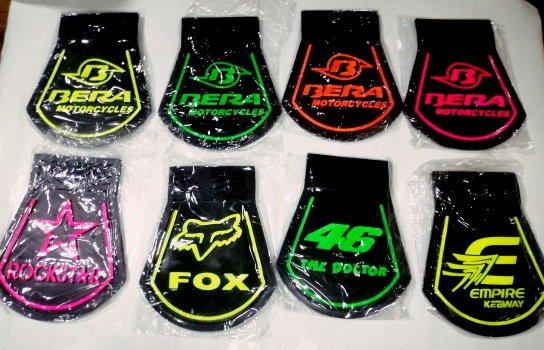 BERA
MOTORCYCLES
BERA
MOTORCYCLES
BERA
MOTORCYCLES
BERA
MOTORCYCLES
ROCKSTAR
FOX
46
THE DOCTOR
E
EMPIRE
KEEWAY